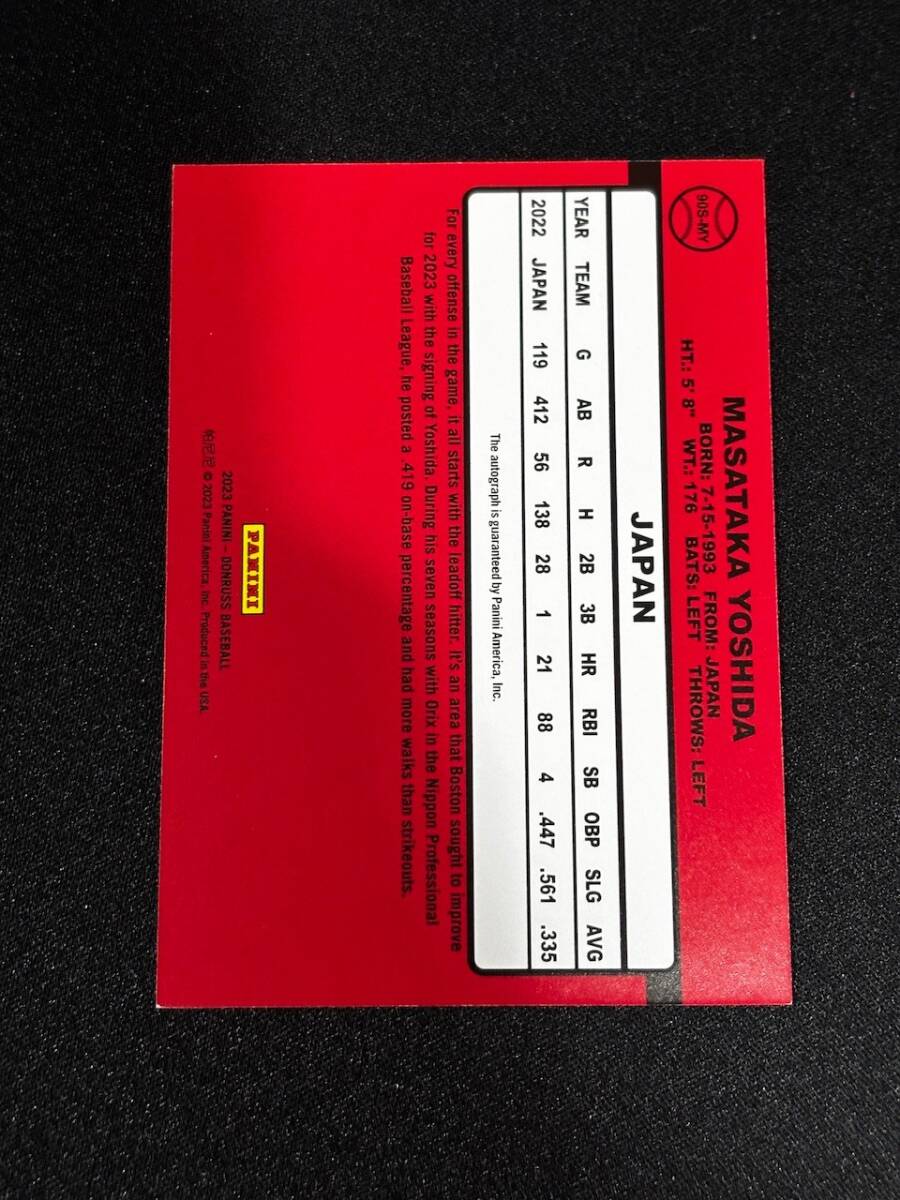 90S-MY
MASATAKA YOSHIDA
BORN: 7-15-1993 FROM: JAPAN
HT.: 5' 8" WT.: 176 BATS: LEFT THROWS: LEFT
JAPAN
YEAR TEAM G AB R H 2B 3B HR RBI SB OBP SLG AVG
2022 JAPAN 119 412 56 138 28 1 21 88 4 .447 .561 .335
The autograph is guaranteed by Panini America, Inc.
For every offense in the game, it all starts with the leadoff hitter. It's an area that Boston sought to improve
for 2023 with the signing of Yoshida. During his seven seasons with Orix in the Nippon Professional
Baseball League, he posted a .419 on-base percentage and had more walks than strikeouts.
PANINI
2023 PANINI – DONRUSS BASEBALL
© 2023 Panini America, Inc. Produced in the USA.